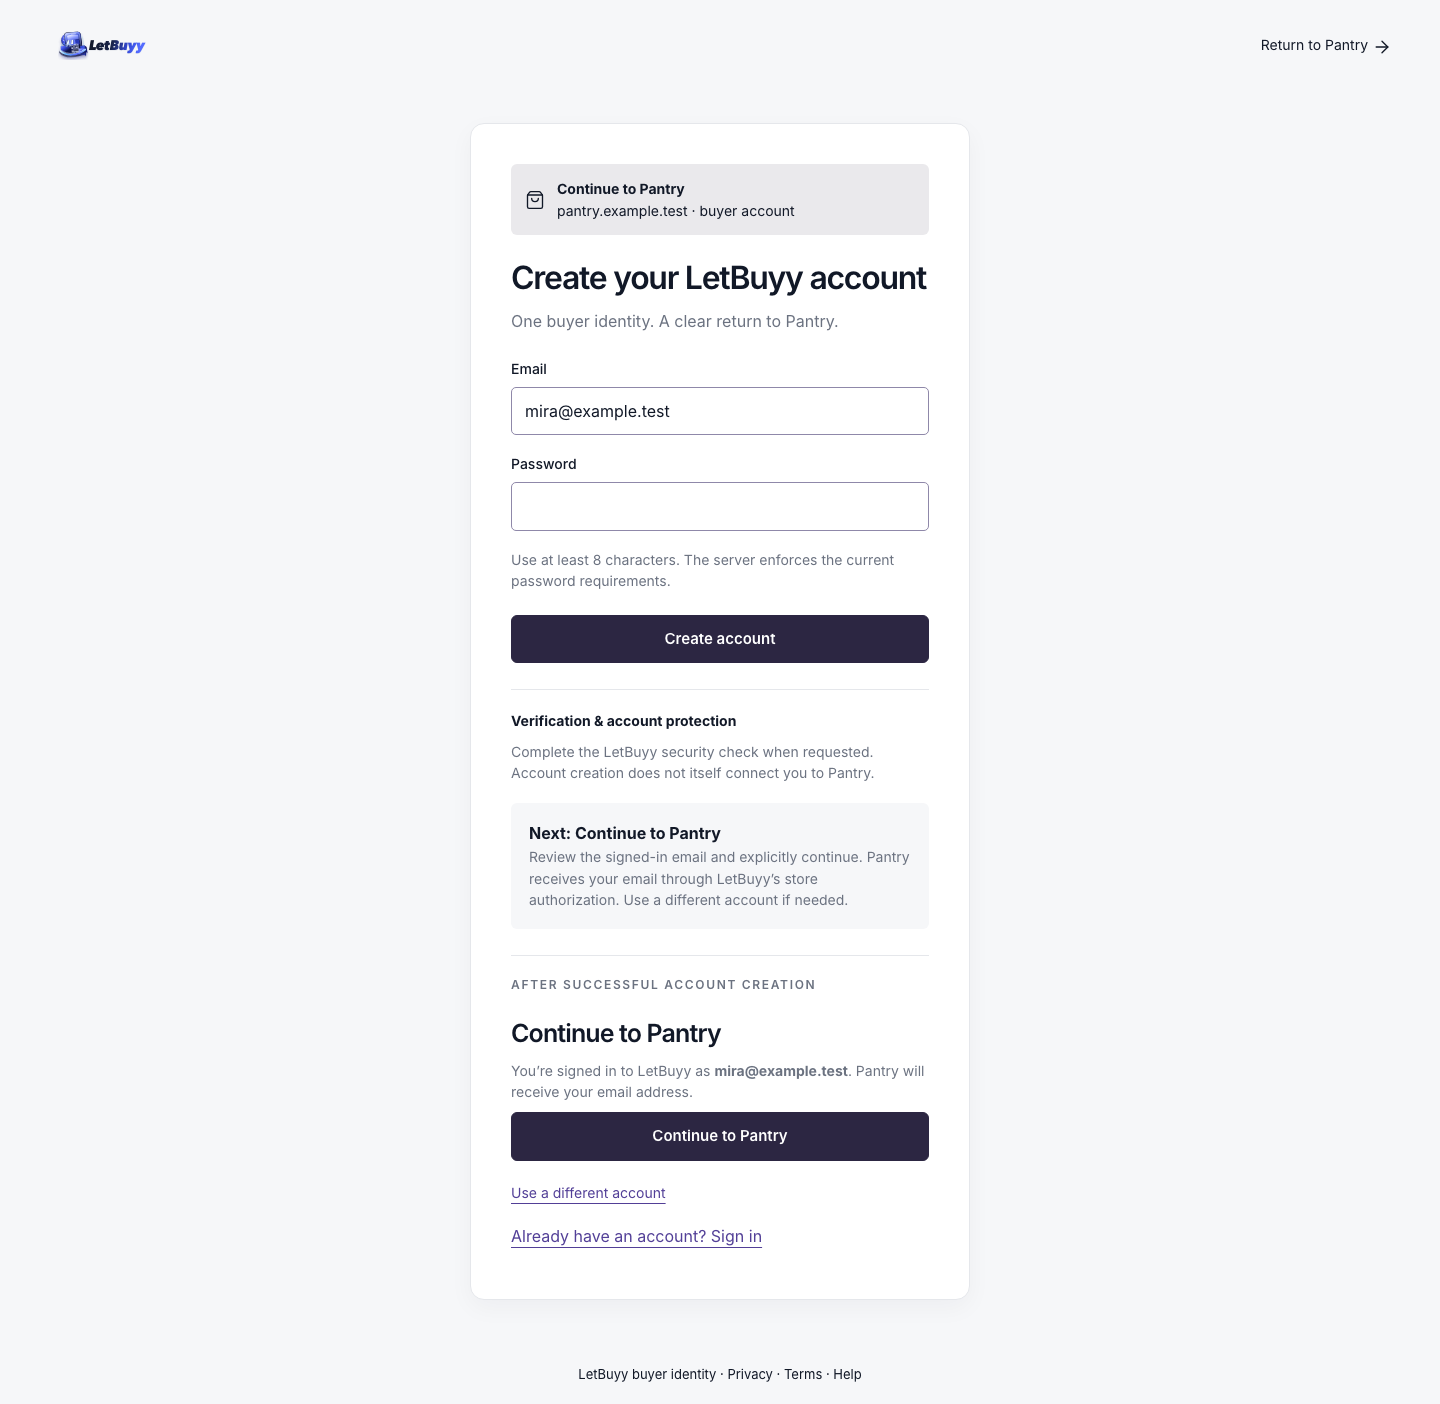 LetBuyy
Return to Pantry
Continue to Pantry
pantry.example.test · buyer account
Create your LetBuyy account
One buyer identity. A clear return to Pantry.
Email
mira@example.test
Password
Use at least 8 characters. The server enforces the current
password requirements.
Create account
Verification & account protection
Complete the LetBuyy security check when requested.
Account creation does not itself connect you to Pantry.
Next: Continue to Pantry
Review the signed-in email and explicitly continue. Pantry
receives your email through LetBuyy’s store
authorization. Use a different account if needed.
AFTER SUCCESSFUL ACCOUNT CREATION
Continue to Pantry
You’re signed in to LetBuyy as mira@example.test. Pantry will
receive your email address.
Continue to Pantry
Use a different account
Already have an account? Sign in
LetBuyy buyer identity · Privacy · Terms · Help